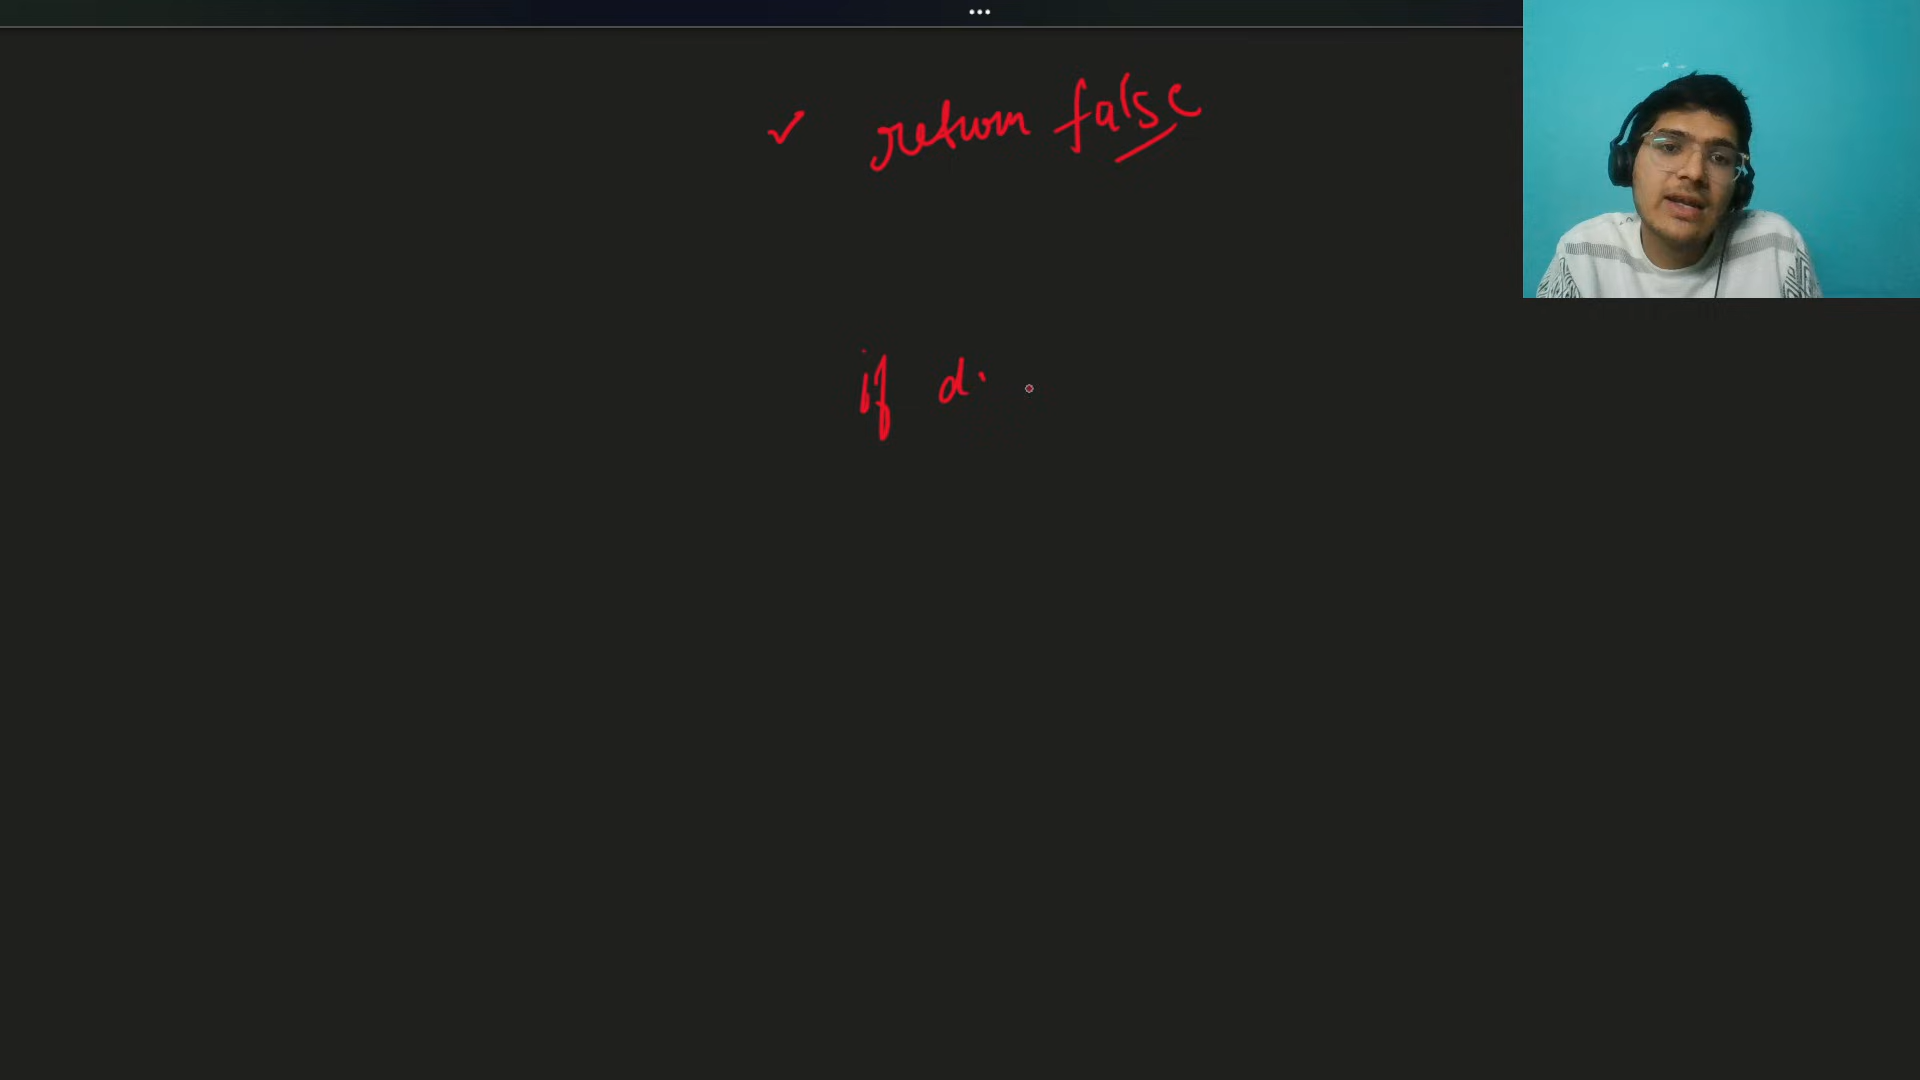 ✓ return false
if d.